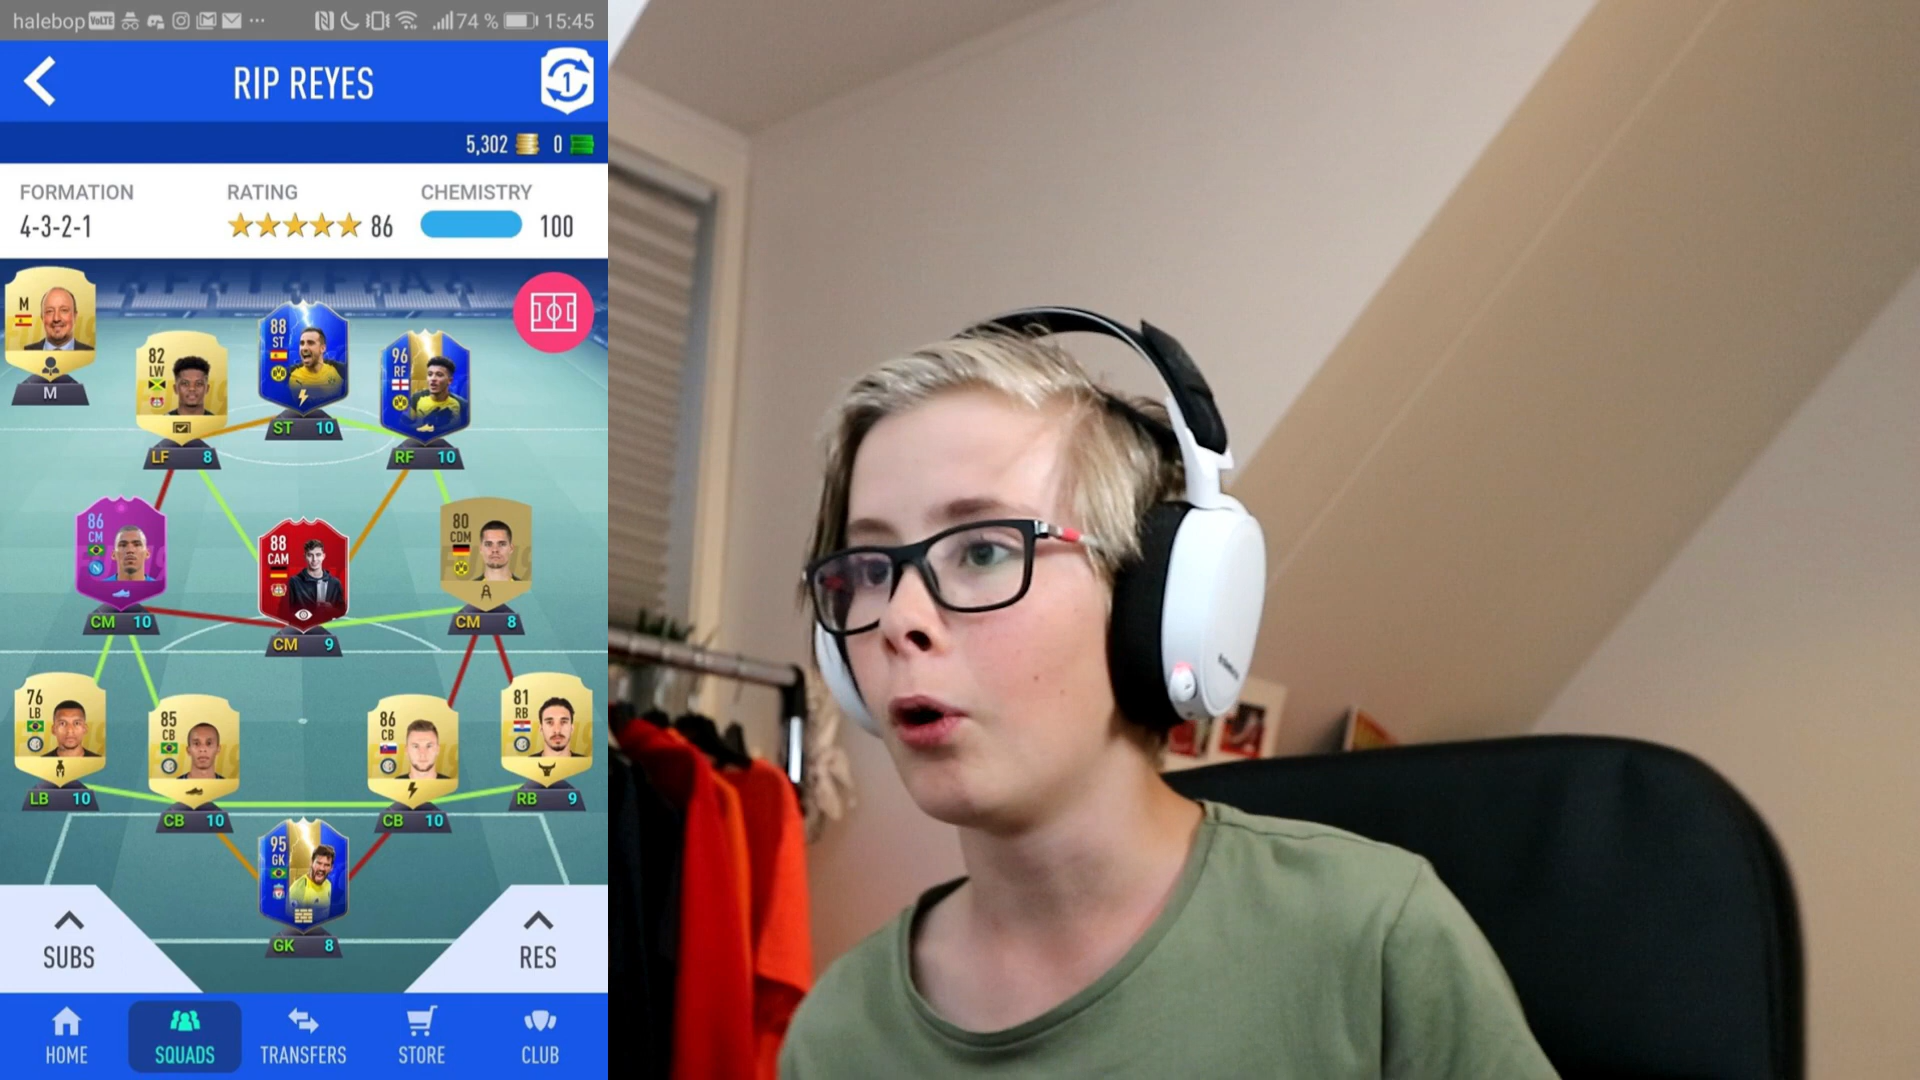 halebop VoLTE 74 % 15:45
RIP REYES
1
5,302 0
FORMATION RATING CHEMISTRY
4-3-2-1 86 100
M
M
82
LW
88
ST
96
RF
ST 10
LF 8
RF 10
86
CM
88
CAM
80
CDM
CM 10
CM 9
CM 8
76
LB
85
CB
86
CB
81
RB
LB 10
CB 10
CB 10
RB 9
95
GK
GK 8
SUBS
RES
HOME SQUADS TRANSFERS STORE CLUB